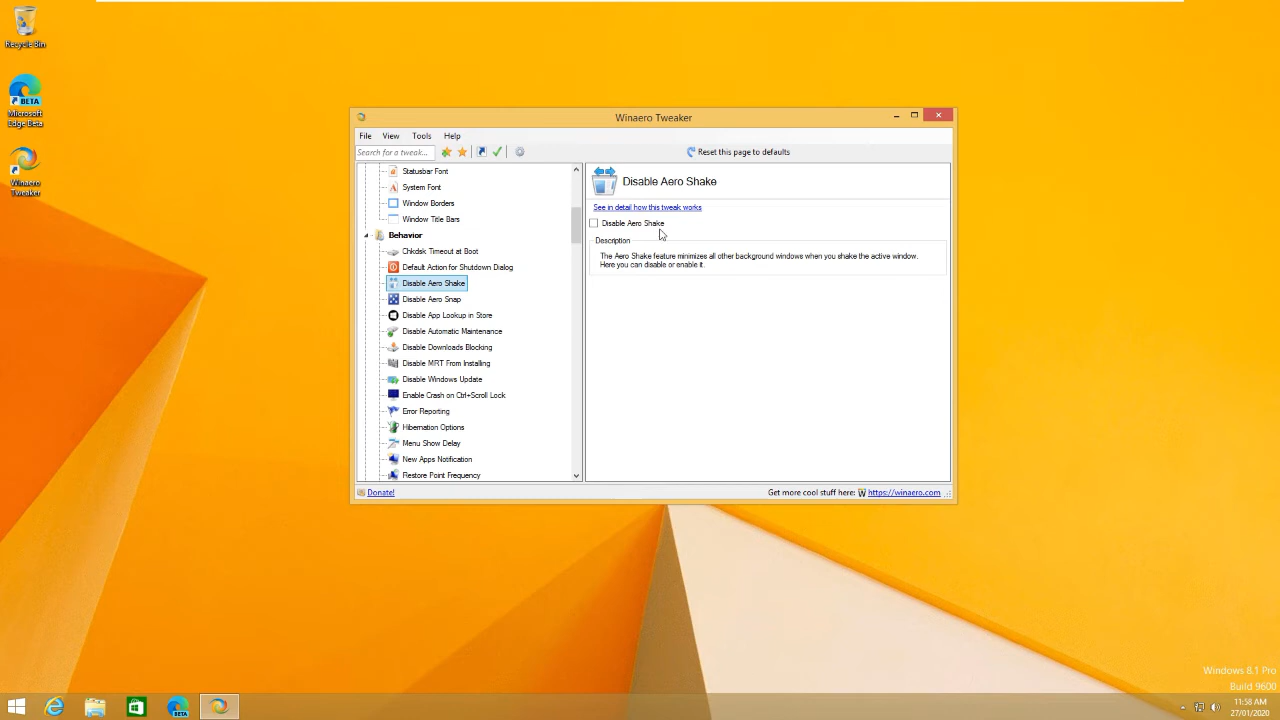 Recycle Bin
Microsoft
Edge Beta
BETA
Winaero
Tweaker
Winaero Tweaker
File View Tools Help
Search for a tweak...
Reset this page to defaults
Statusbar Font
System Font
Window Borders
Window Title Bars
Behavior
Chkdsk Timeout at Boot
Default Action for Shutdown Dialog
Disable Aero Shake
Disable Aero Snap
Disable App Lookup in Store
Disable Automatic Maintenance
Disable Downloads Blocking
Disable MRT From Installing
Disable Windows Update
Enable Crash on Ctrl+Scroll Lock
Error Reporting
Hibernation Options
Menu Show Delay
New Apps Notification
Restore Point Frequency
Disable Aero Shake
See in detail how this tweak works
Disable Aero Shake
Description
The Aero Shake feature minimizes all other background windows when you shake the active window.
Here you can disable or enable it.
Donate!
Get more cool stuff here: W https://winaero.com
Windows 8.1 Pro
Build 9600
BETA
11:58 AM
27/01/2020